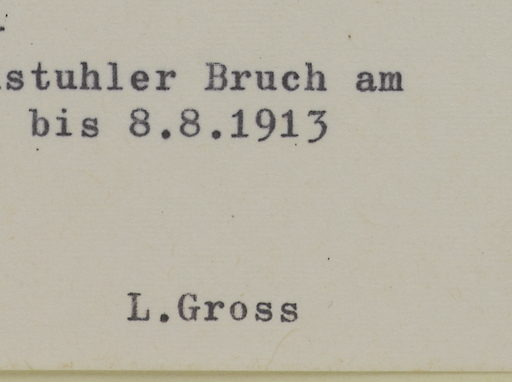 stuhler Bruch am
bis 8.8.1913
L.Gross